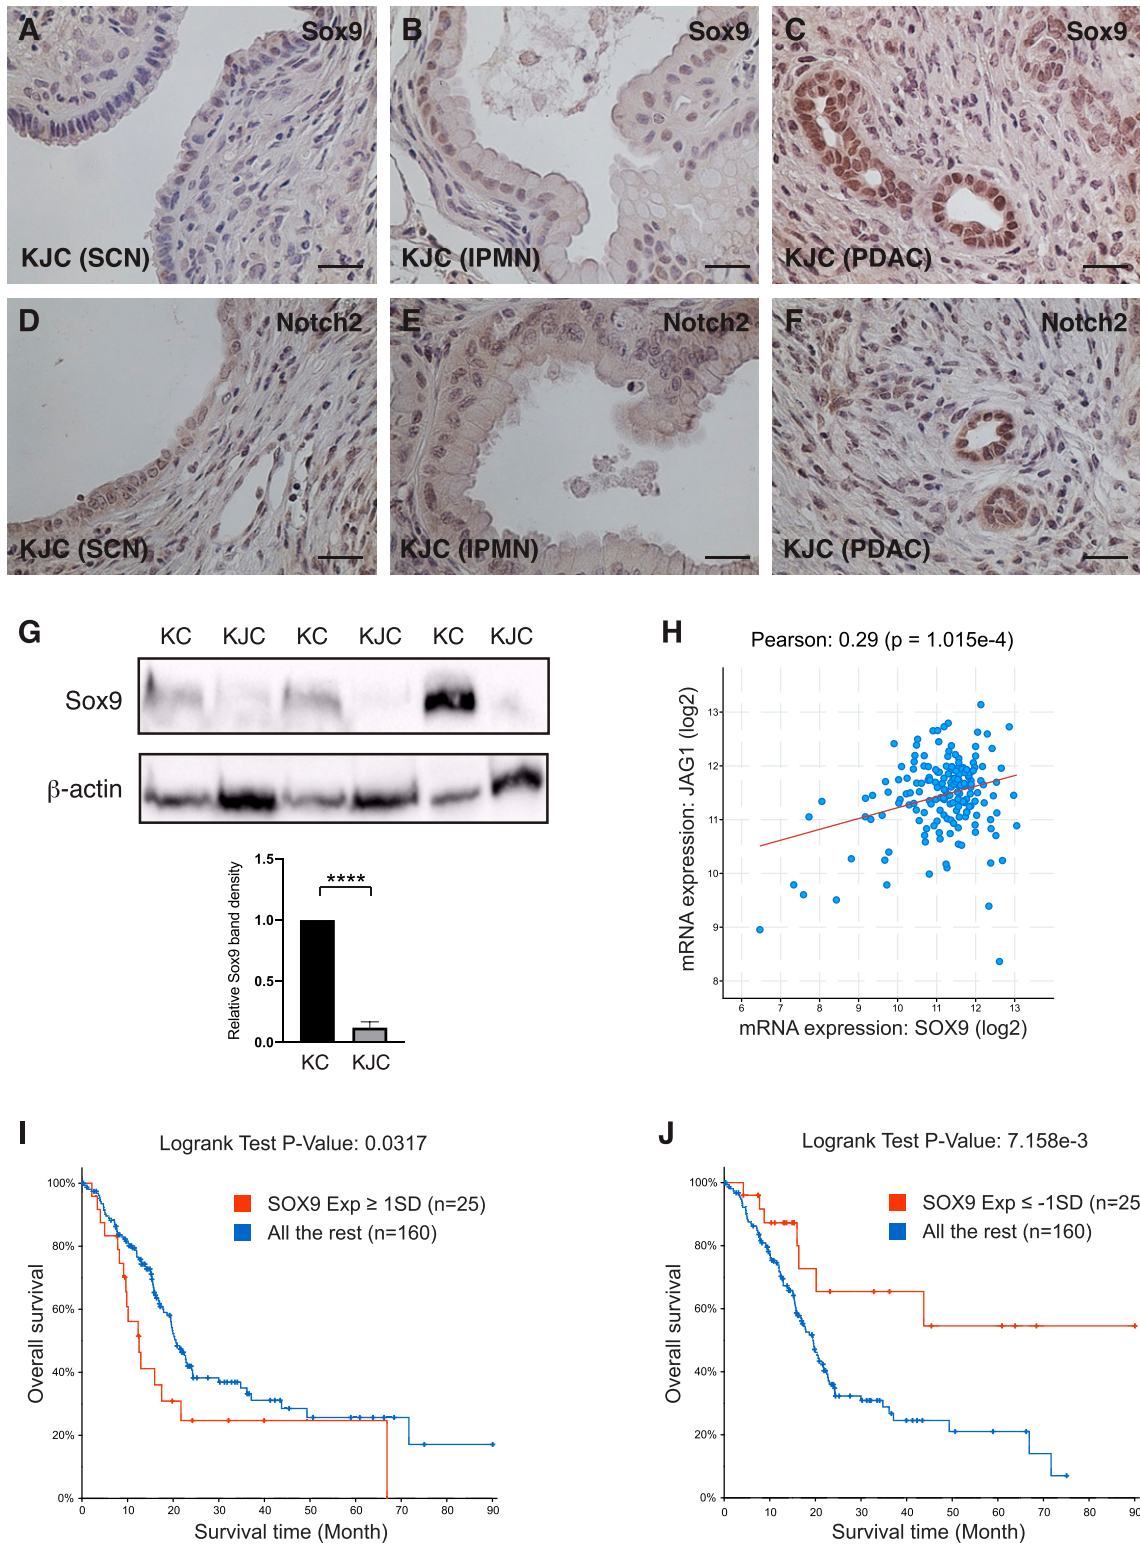 A Sox9
KJC (SCN)
B Sox9
KJC (IPMN)
C Sox9
KJC (PDAC)
D Notch2
KJC (SCN)
E Notch2
KJC (IPMN)
F Notch2
KJC (PDAC)
G
KC KJC KC KJC KC KJC
Sox9
β-actin
Relative Sox9 band density
1.5
1.0
0.5
0.0
****
KC KJC
H
Pearson: 0.29 (p = 1.015e-4)
mRNA expression: JAG1 (log2)
13
12
11
10
9
8
6 7 8 9 10 11 12 13
mRNA expression: SOX9 (log2)
I
Logrank Test P-Value: 0.0317
SOX9 Exp ≥ 1SD (n=25)
All the rest (n=160)
Overall survival
100%
80%
60%
40%
20%
0%
0 10 20 30 40 50 60 70 80 90
Survival time (Month)
J
Logrank Test P-Value: 7.158e-3
SOX9 Exp ≤ -1SD (n=25
All the rest (n=160)
Overall survival
100%
80%
60%
40%
20%
0%
0 10 20 30 40 50 60 70 80 90
Survival time (Month)